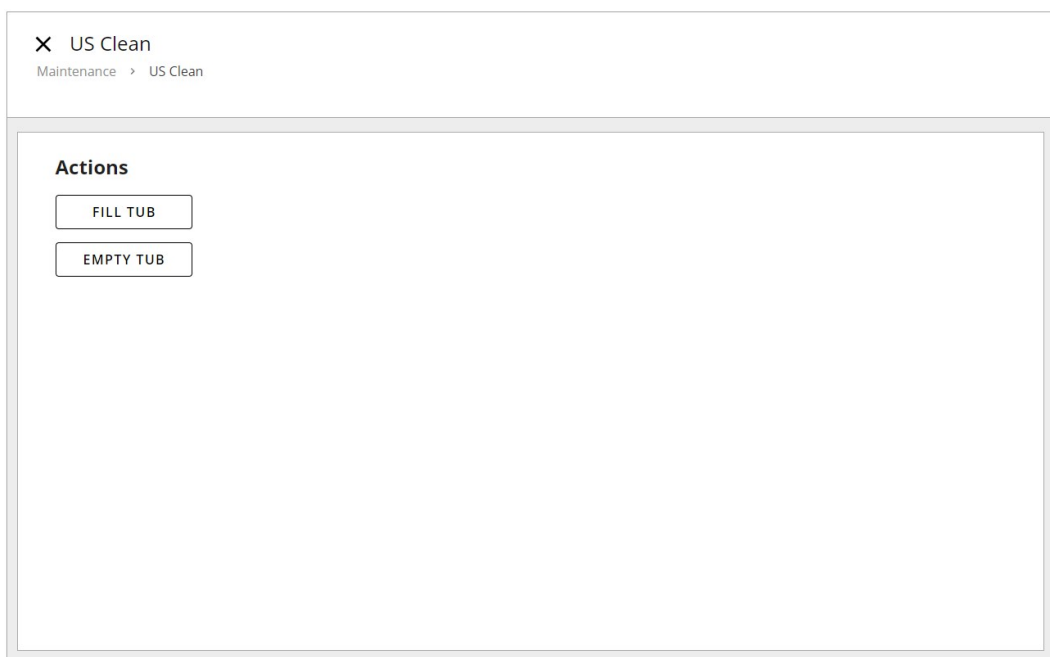 US Clean
Maintenance > US Clean
Actions
FILL TUB
EMPTY TUB